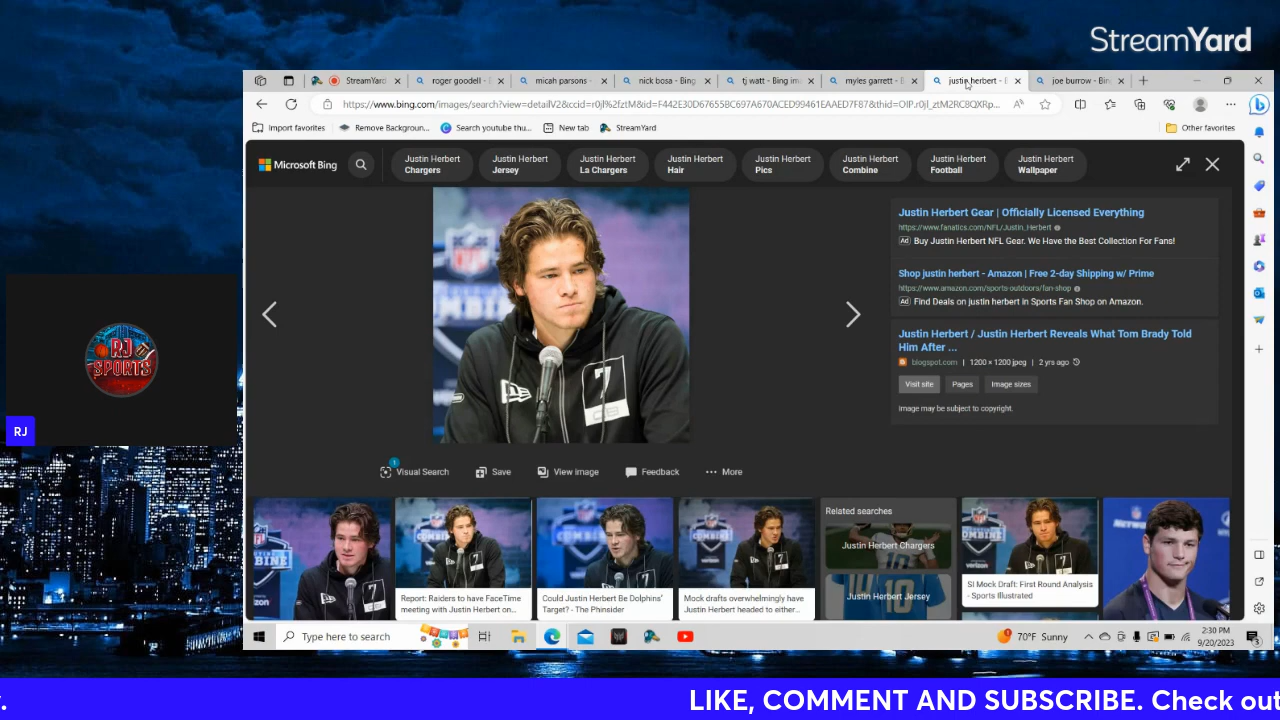 StreamYard
StreamYard
roger goodell - B
micah parsons -
nick bosa - Bing
tj watt - Bing im
myles garrett - B
justin herbert - B
joe burrow - Bin
https://www.bing.com/images/search?view=detailV2&ccid=r0jl%2fztM&id=F442E30D67655BC697A670ACED99461EAAED7F87&thid=OIP.r0jl_ztM2RC8QXRp...
Import favorites
Remove Backgroun...
Search youtube thu...
New tab
StreamYard
Other favorites
Microsoft Bing
Justin Herbert
Chargers
Justin Herbert
Jersey
Justin Herbert
La Chargers
Justin Herbert
Hair
Justin Herbert
Pics
Justin Herbert
Combine
Justin Herbert
Football
Justin Herbert
Wallpaper
Justin Herbert Gear | Officially Licensed Everything
https://www.fanatics.com/NFL/Justin_Herbert
Ad Buy Justin Herbert NFL Gear. We Have the Best Collection For Fans!
Shop justin herbert - Amazon | Free 2-day Shipping w/ Prime
https://www.amazon.com/sports-outdoors/fan-shop
Ad Find Deals on justin herbert in Sports Fan Shop on Amazon.
Justin Herbert / Justin Herbert Reveals What Tom Brady Told
Him After ...
blogspot.com | 1200 × 1200 jpeg | 2 yrs ago
Visit site
Pages
Image sizes
Image may be subject to copyright.
NFL
COMBINE
7
1
Visual Search
Save
View image
Feedback
More
Report: Raiders to have FaceTime
meeting with Justin Herbert on...
Could Justin Herbert Be Dolphins'
Target? - The Phinsider
Mock drafts overwhelmingly have
Justin Herbert headed to either...
Related searches
Justin Herbert Chargers
Justin Herbert Jersey
SI Mock Draft: First Round Analysis
- Sports Illustrated
RJ
SPORTS
RJ
Type here to search
70°F Sunny
2:30 PM
9/20/2023
LIKE, COMMENT AND SUBSCRIBE. Check out